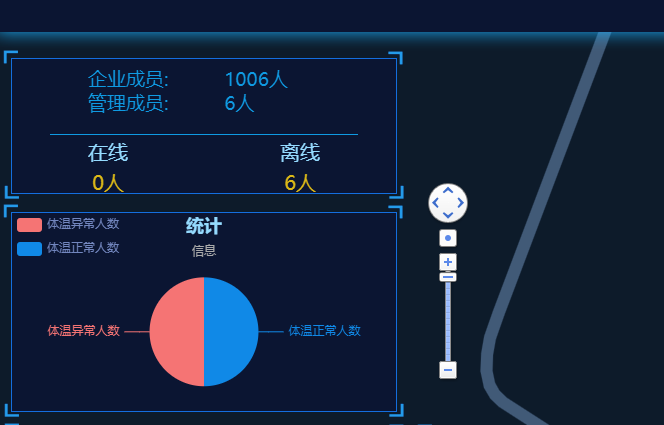 企业成员: 1006人
管理成员: 6人
在线 离线
0人 6人
体温异常人数
体温正常人数
统计
信息
体温异常人数
体温正常人数